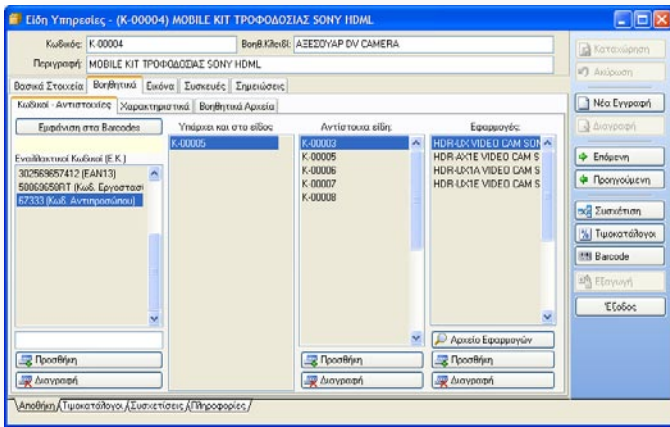 Είδη Υπηρεσίες - (K-00004) MOBILE KIT ΤΡΟΦΟΔΟΣΙΑΣ SONY HDML
Κωδικός: K-00004 Βοηθ.Κλειδί: ΑΞΕΣΟΥΑΡ DV CAMERA
Περιγραφή: MOBILE KIT ΤΡΟΦΟΔΟΣΙΑΣ SONY HDML
Βασικά Στοιχεία Βοηθητικά Εικόνα Συσκευές Σημειώσεις
Κωδικοί - Αντιστοιχίες Χαρακτηριστικά Βοηθητικά Αρχεία
Εμφάνιση στα Barcodes
Εναλλακτικοί Κωδικοί (Ε.Κ.)
302569657412 (EAN13)
(Κωδ. Εργοστασι
67333 (Κωδ. Αντιπροσώπου)
Προσθήκη
Διαγραφή
Υπάρχει και στο είδος
K-00005
Αντίστοιχα είδη:
K-00003
K-00005
K-00006
K-00007
K-00008
Προσθήκη
Διαγραφή
Εφαρμογές:
HDR-UX VIDEO CAM SON
HDR-AX1E VIDEO CAM S
HDR-UX1A VIDEO CAM S
HDR-UX1E VIDEO CAM S
Αρχείο Εφαρμογών
Προσθήκη
Διαγραφή
Καταχώρηση
Ακύρωση
Νέα Εγγραφή
Διαγραφή
Επόμενη
Προηγούμενη
Συσχέτιση
Τιμοκατάλογοι
Barcode
Εξαγωγή
Έξοδος
Αποθήκη Τιμοκατάλογοι Συσχετίσεις Πληροφορίες